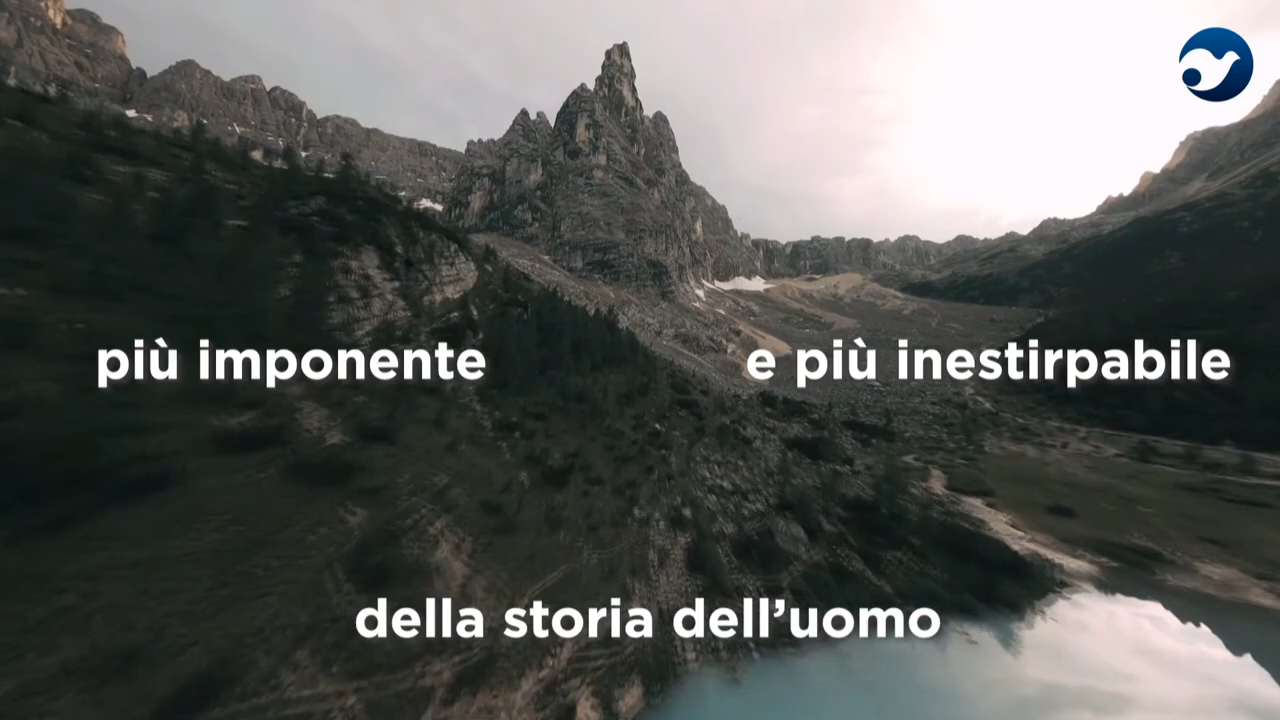 più imponente e più inestirpabile
della storia dell’uomo